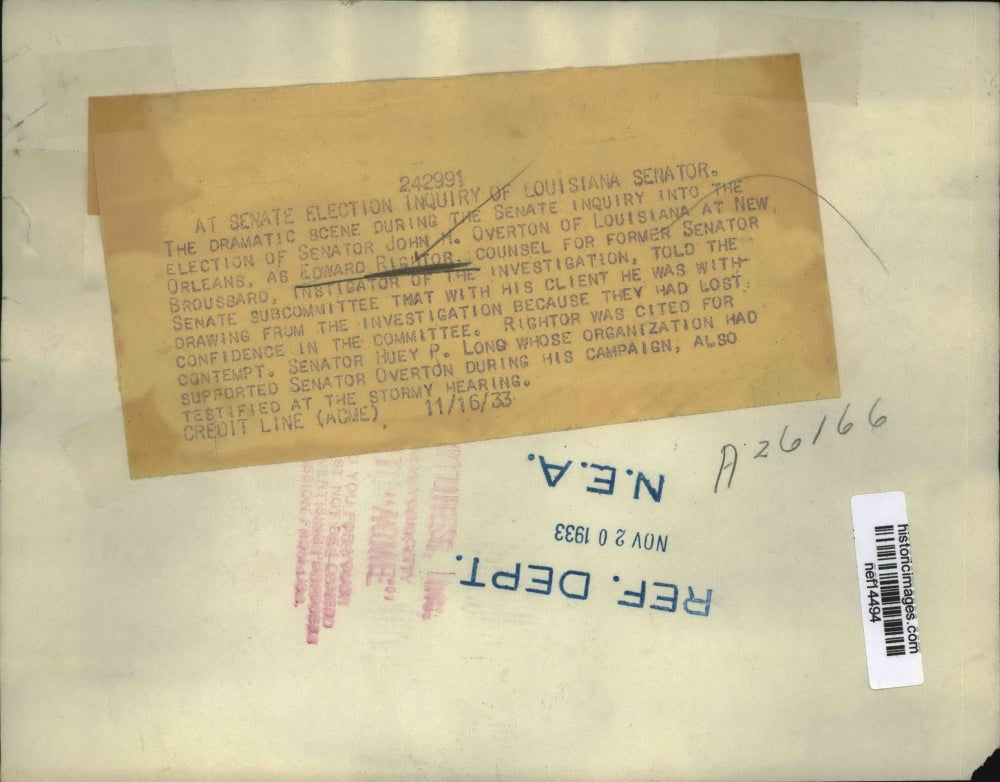 242991
AT SENATE ELECTION INQUIRY OF LOUISIANA SENATOR.
THE DRAMATIC SCENE DURING THE SENATE INQUIRY INTO THE
ELECTION OF SENATOR JOHN H. OVERTON OF LOUISIANA AT NEW
ORLEANS, AS EDWARD RIGHTOR, COUNSEL FOR FORMER SENATOR
BROUSSARD, INSTIGATOR OF THE INVESTIGATION, TOLD THE
SENATE SUBCOMMITTEE THAT WITH HIS CLIENT HE WAS WITH-
DRAWING FROM THE INVESTIGATION BECAUSE THEY HAD LOST
CONFIDENCE IN THE COMMITTEE. RIGHTOR WAS CITED FOR
CONTEMPT. SENATOR HUEY P. LONG WHOSE ORGANIZATION HAD
SUPPORTED SENATOR OVERTON DURING HIS CAMPAIGN, ALSO
TESTIFIED AT THE STORMY HEARING.
CREDIT LINE (ACME) 11/16/33
A26166
N.E.A.
NOV 20 1933
REF. DEPT.
"ACME"
historicimages.com
nef14494